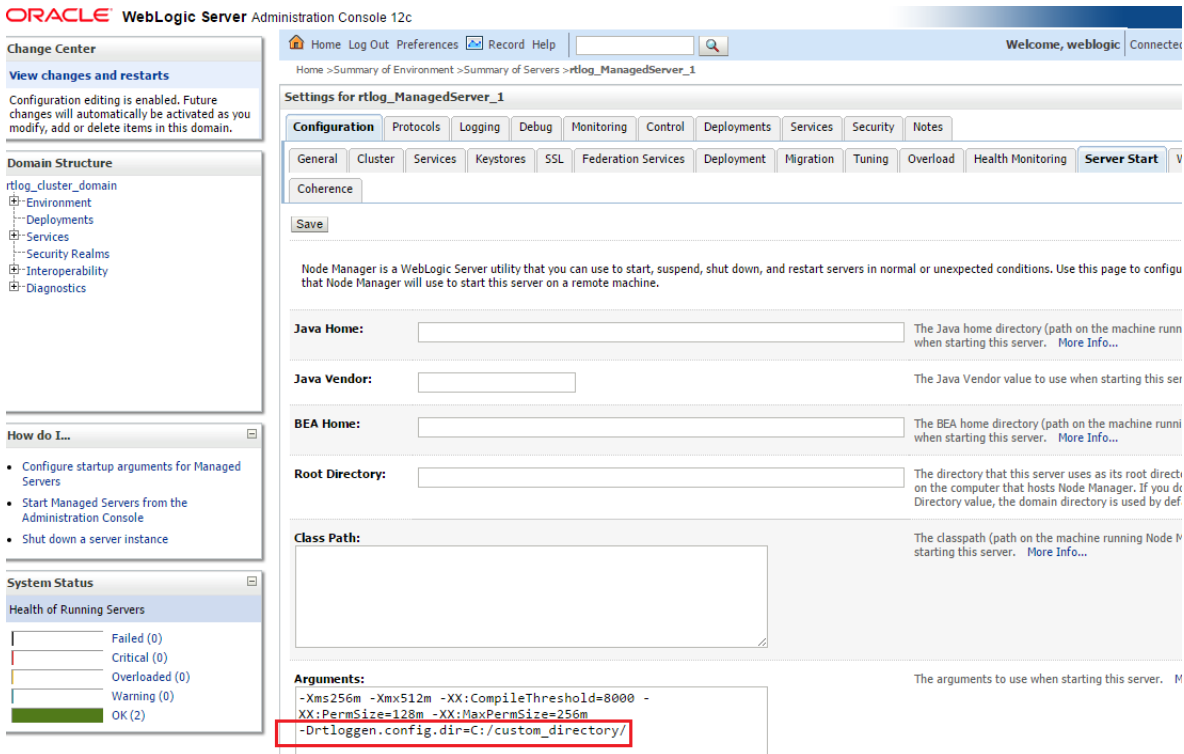 ORACLE WebLogic Server Administration Console 12c
Change Center
View changes and restarts
Configuration editing is enabled. Future
changes will automatically be activated as you
modify, add or delete items in this domain.
Domain Structure
rtlog_cluster_domain
Environment
Deployments
Services
Security Realms
Interoperability
Diagnostics
How do I...
Configure startup arguments for Managed
Servers
Start Managed Servers from the
Administration Console
Shut down a server instance
System Status
Health of Running Servers
Failed (0)
Critical (0)
Overloaded (0)
Warning (0)
OK (2)
Home Log Out Preferences Record Help
Welcome, weblogic Connected
Home >Summary of Environment >Summary of Servers >rtlog_ManagedServer_1
Settings for rtlog_ManagedServer_1
Configuration Protocols Logging Debug Monitoring Control Deployments Services Security Notes
General Cluster Services Keystores SSL Federation Services Deployment Migration Tuning Overload Health Monitoring Server Start
Coherence
Save
Node Manager is a WebLogic Server utility that you can use to start, suspend, shut down, and restart servers in normal or unexpected conditions. Use this page to configu
that Node Manager will use to start this server on a remote machine.
Java Home:
The Java home directory (path on the machine runn
when starting this server. More Info...
Java Vendor:
The Java Vendor value to use when starting this ser
BEA Home:
The BEA home directory (path on the machine runni
when starting this server. More Info...
Root Directory:
The directory that this server uses as its root direct
on the computer that hosts Node Manager. If you do
Directory value, the domain directory is used by def
Class Path:
The classpath (path on the machine running Node M
starting this server. More Info...
Arguments:
The arguments to use when starting this server. M
-Xms256m -Xmx512m -XX:CompileThreshold=8000 -
XX:PermSize=128m -XX:MaxPermSize=256m
-Drtloggen.config.dir=C:/custom_directory/